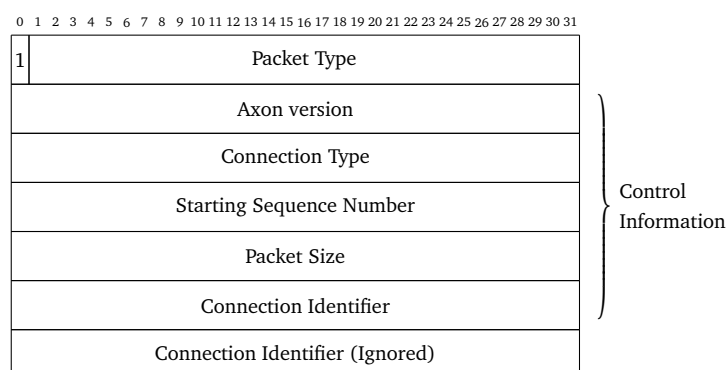 0 1 2 3 4 5 6 7 8 9 10 11 12 13 14 15 16 17 18 19 20 21 22 23 24 25 26 27 28 29 30 31
1 Packet Type
Axon version
Connection Type
Starting Sequence Number
Packet Size
Connection Identifier
Connection Identifier (Ignored)
Control
Information